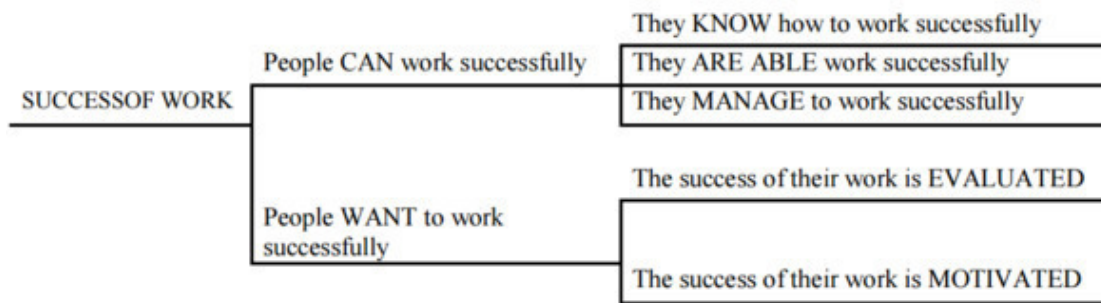 They KNOW how to work successfully
People CAN work successfully
They ARE ABLE work successfully
SUCCESSOF WORK
They MANAGE to work successfully
The success of their work is EVALUATED
People WANT to work
successfully
The success of their work is MOTIVATED